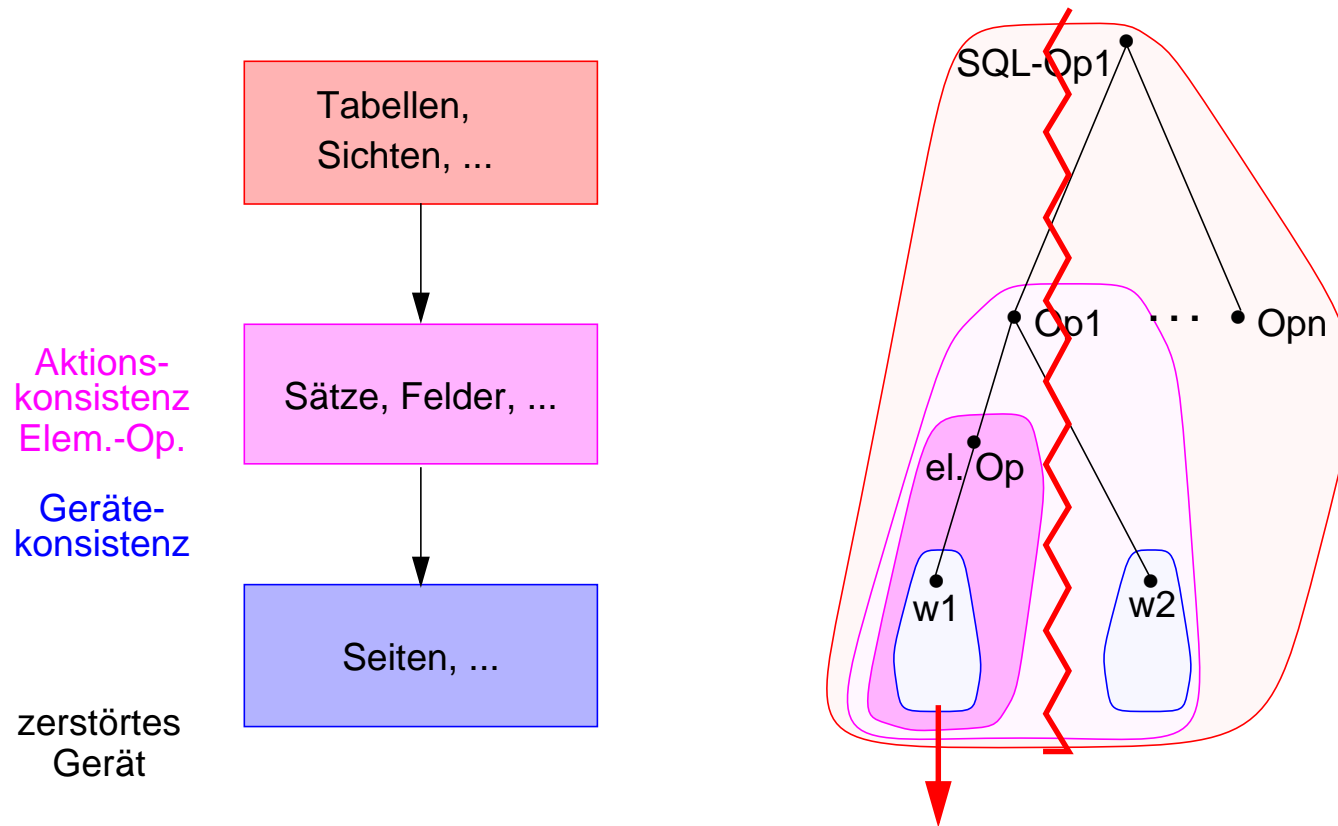 Tabellen,
Sichten, ...
Aktions-
konsistenz
Elem.-Op.
Sätze, Felder, ...
Geräte-
konsistenz
Seiten, ...
zerstörtes
Gerät
SQL-Op1
Op1
. . .
Opn
el. Op
w1
w2